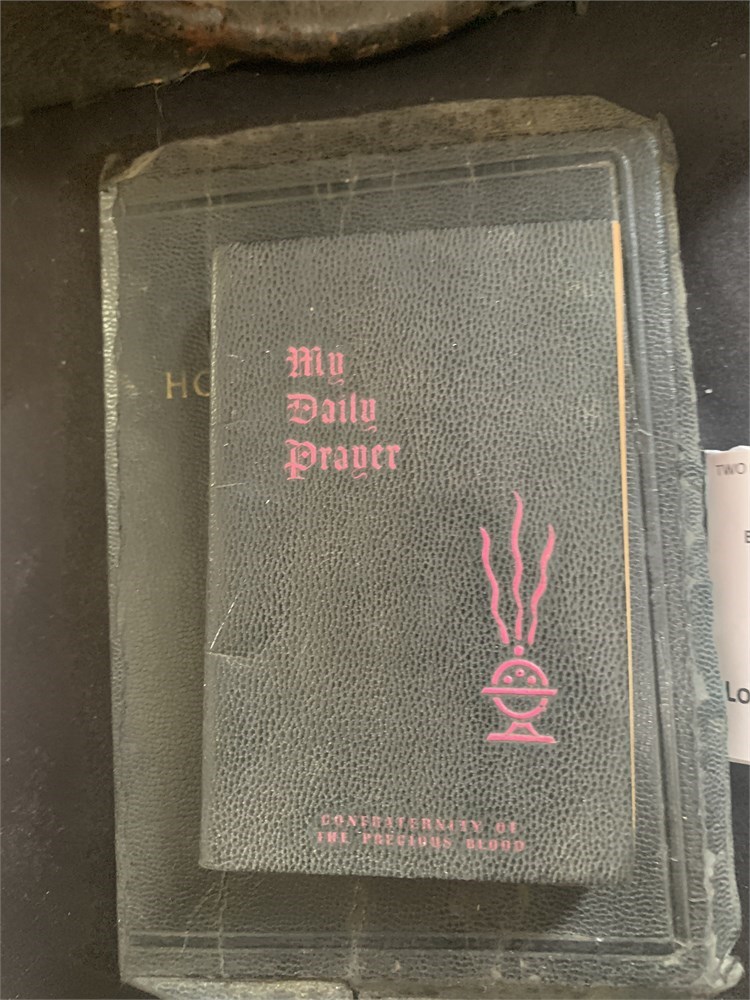 HO
My
Daily
Prayer
CONFRATERNITY OF
THE PRECIOUS BLOOD
TWO
E
Lo